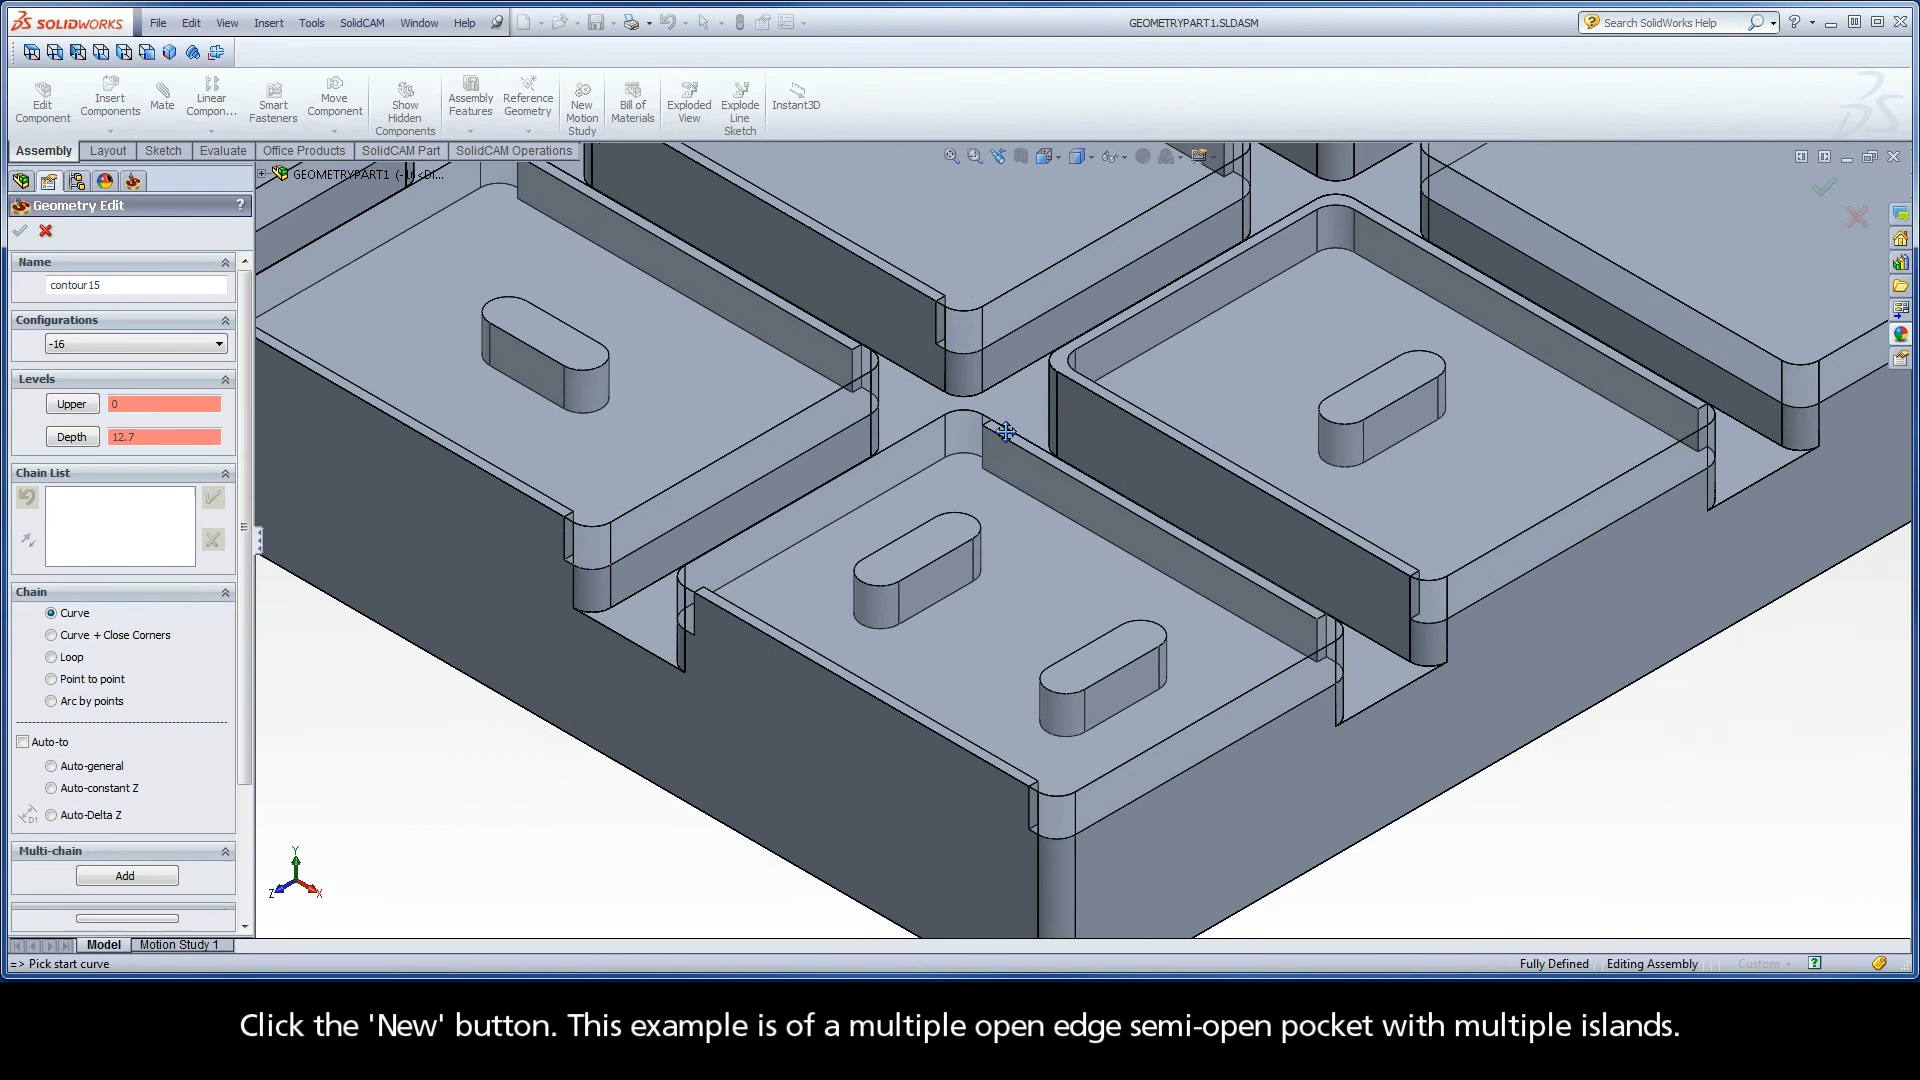 SOLIDWORKS
File Edit View Insert Tools SolidCAM Window Help
GEOMETRYPART1.SLDASM
Search SolidWorks Help
Edit Component
Insert Components
Mate
Linear Compon...
Smart Fasteners
Move Component
Show Hidden Components
Assembly Features
Reference Geometry
New Motion Study
Bill of Materials
Exploded View
Explode Line Sketch
Instant3D
Assembly Layout Sketch Evaluate Office Products SolidCAM Part SolidCAM Operations
Geometry Edit ?
Name
contour15
Configurations
-16
Levels
Upper 0
Depth 12.7
Chain List
Chain
Curve
Curve + Close Corners
Loop
Point to point
Arc by points
Auto-to
Auto-general
Auto-constant Z
Auto-Delta Z
Multi-chain
Add
Y
Z X
Model Motion Study 1
=> Pick start curve
Fully Defined Editing Assembly Custom
Click the 'New' button. This example is of a multiple open edge semi-open pocket with multiple islands.